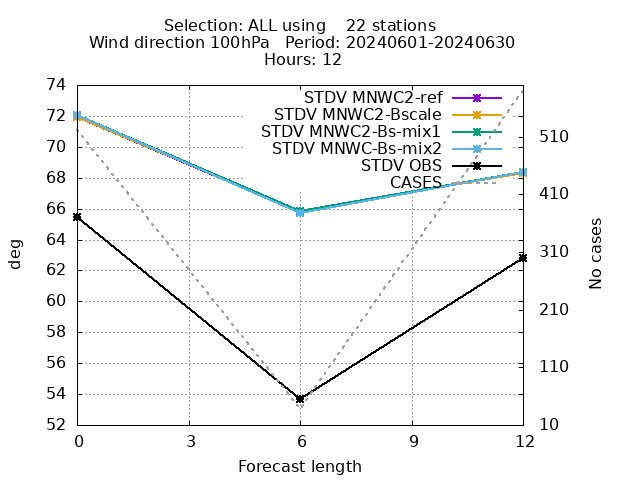 Selection: ALL using    22 stations
Wind direction 100hPa   Period: 20240601-20240630
Hours: 12
STDV MNWC2-ref
STDV MNWC2-Bscale
STDV MNWC2-Bs-mix1
STDV MNWC-Bs-mix2
STDV OBS
CASES
74
72
70
68
66
64
62
60
58
56
54
52
deg
510
410
310
210
110
10
No cases
0 3 6 9 12
Forecast length